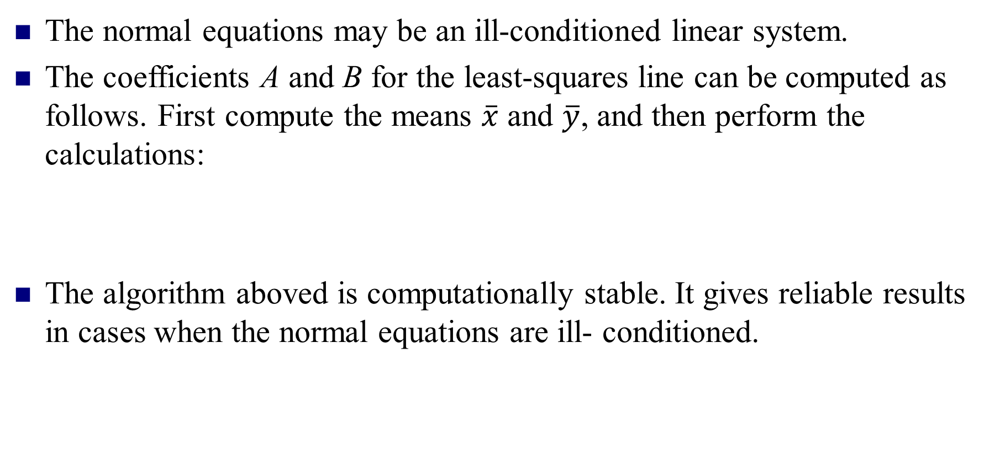 ■ The normal equations may be an ill-conditioned linear system.
■ The coefficients A and B for the least-squares line can be computed as
follows. First compute the means x̄ and ȳ, and then perform the
calculations:
■ The algorithm aboved is computationally stable. It gives reliable results
in cases when the normal equations are ill- conditioned.